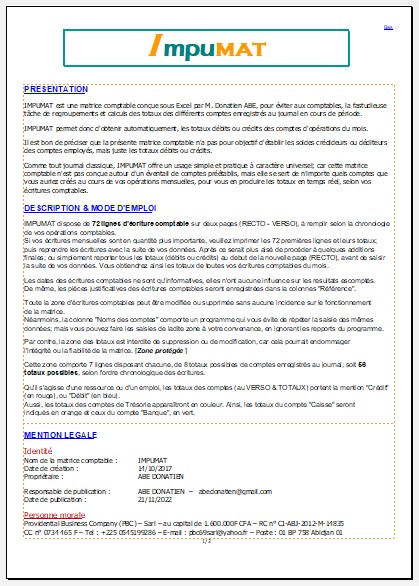 ImpuMAT
PRESENTATION
IMPUMAT est une matrice comptable conçue sous Excel par M. Donatien ABE, pour éviter aux comptables, la fastidieuse
tâche de regroupements et calculs des totaux des différents comptes enregistrés au journal en cours de période.
IMPUMAT permet donc d'obtenir automatiquement, les totaux débits ou crédits des comptes d'opérations du mois.
Il est bon de préciser que la présente matrice comptable n'a pas pour objectif d'établir les soldes créditeurs ou débiteurs
des comptes employés, mais juste les totaux débits ou crédits.
Comme tout journal classique, IMPUMAT offre un usage simple et pratique à caractère universel; car cette matrice
comptable n'est pas conçue autour d'un éventail de comptes préétablis, mais elle se sert de n'importe quels comptes que
vous auriez créés au cours de vos opérations mensuelles, pour vous en produire les totaux en temps réel, selon vos
écritures comptables.
DESCRIPTION & MODE D'EMPLOI
IMPUMAT dispose de 72 lignes d'écriture comptable sur deux pages (RECTO - VERSO), à remplir selon la chronologie
de vos opérations comptables.
Si vos écritures mensuelles sont en quantité plus importante, veuillez imprimer les 72 premières lignes et leurs totaux,
puis reprendre les écritures avec la suite de vos données. Après ce serait plus aisé de procéder à quelques additions
finales; ou simplement reporter tous les totaux (débits ou crédits) au debut de la nouvelle page (RECTO), avant de saisir
la suite de vos données. Vous obtiendrez ainsi les totaux de toutes vos écritures comptables du mois.
Les dates des écritures comptables ne sont qu'informatives, elles n'ont aucune influence sur les résultats escomptés.
De même, les pièces justificatives des écritures comptables seront enregistrées dans la colonnes "Référence".
Toute la zone d'écritures comptables peut être modifiée ou supprimée sans aucune incidence sur le fonctionnement
de la matrice.
Néanmoins, la colonne "Noms des comptes" comporte un programme qui vous évite de répéter la saisie des mêmes
données; mais vous pouvez faire les saisies de ladite zone à votre convenance, en ignorant les rapports du programme.
Par contre, la zone des totaux est interdite de suppression ou de modification, car cela pourrait endommager
l'intégrité ou la fiabilité de la matrice. [Zone protégée ]
Cette zone comporte 7 lignes disposant chacune, de 8 totaux possibles de comptes enregistrés au journal; soit 56
totaux possibles, selon l'ordre chronologique des écritures.
Qu'il s'agisse d'une ressource ou d'un emploi, les totaux des comptes (au VERSO & TOTAUX) portent la mention "Crédit"
(en rouge), ou "Débit" (en bleu).
Aussi, les totaux des comptes de Trésorie apparaîtront en couleur. Ainsi, les totaux du compte "Caisse" seront
indiqués en orange et ceux du compte "Banque", en vert.
MENTION LEGALE
Identité
Nom de la matrice comptable : IMPUMAT
Date de création : 14/10/2017
Propriétaire : ABE DONATIEN
Responsable de publication : ABE DONATIEN – abedonatien@gmail.com
Date de publication : 21/11/2022
Personne morale
Providential Business Company (PBC) – Sarl – au capital de 1.600.000F CFA – RC n° CI-ABJ-2012-M-14835
CC n° 0734 465 F – Tel : +225 0545199286 – E-mail : pbc69sarl@yahoo.fr – Poste : 01 BP 758 Abidjan 01
1/2